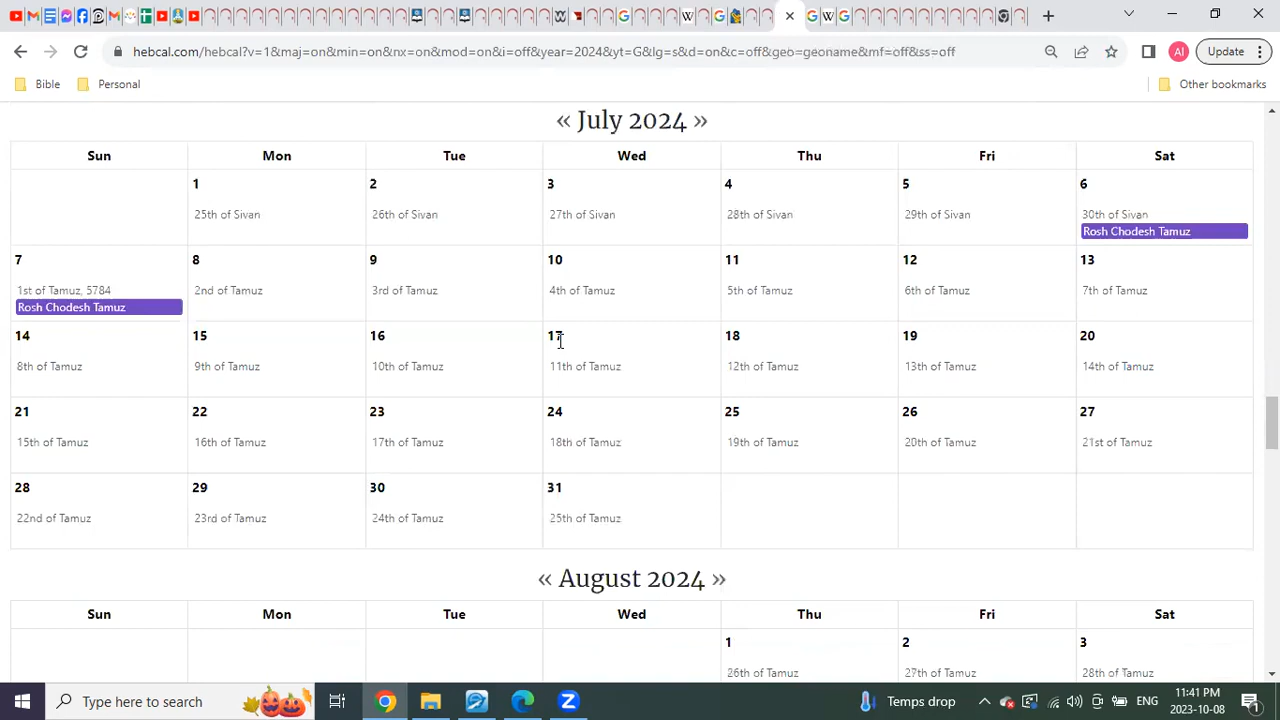 hebcal.com/hebcal?v=1&maj=on&min=on&nx=on&mod=on&i=off&year=2024&yt=G&lg=s&d=on&c=off&geo=geoname&mf=off&ss=off
AI
Update
Bible
Personal
Other bookmarks
« July 2024 »
Sun Mon Tue Wed Thu Fri Sat
1 2 3 4 5 6
25th of Sivan 26th of Sivan 27th of Sivan 28th of Sivan 29th of Sivan 30th of Sivan
Rosh Chodesh Tamuz
7 8 9 10 11 12 13
1st of Tamuz, 5784 2nd of Tamuz 3rd of Tamuz 4th of Tamuz 5th of Tamuz 6th of Tamuz 7th of Tamuz
Rosh Chodesh Tamuz
14 15 16 17 18 19 20
8th of Tamuz 9th of Tamuz 10th of Tamuz 11th of Tamuz 12th of Tamuz 13th of Tamuz 14th of Tamuz
21 22 23 24 25 26 27
15th of Tamuz 16th of Tamuz 17th of Tamuz 18th of Tamuz 19th of Tamuz 20th of Tamuz 21st of Tamuz
28 29 30 31
22nd of Tamuz 23rd of Tamuz 24th of Tamuz 25th of Tamuz
« August 2024 »
Sun Mon Tue Wed Thu Fri Sat
1 2 3
26th of Tamuz 27th of Tamuz 28th of Tamuz
Type here to search
Temps drop
ENG
11:41 PM
2023-10-08
1